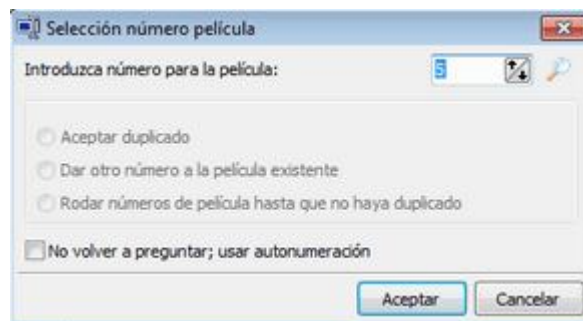 Selección número película
Introduzca número para la película: 5
Aceptar duplicado
Dar otro número a la película existente
Rodar números de película hasta que no haya duplicado
No volver a preguntar; usar autonumeración
Aceptar Cancelar